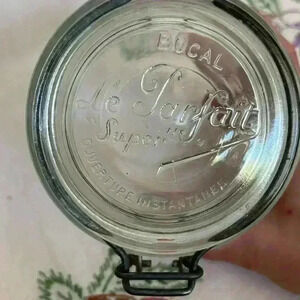 BOCAL
Le Parfait
"Super"
OUVERTURE INSTANTANEE